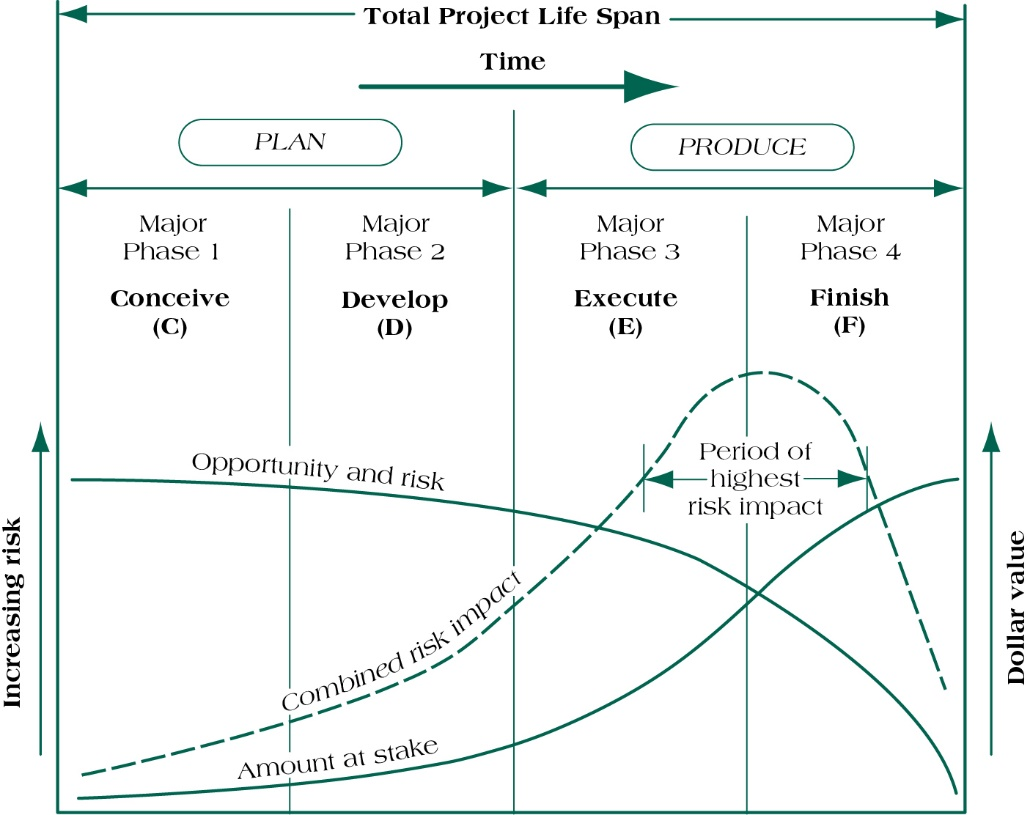 Total Project Life Span
Time
PLAN
PRODUCE
Major
Phase 1
Conceive
(C)
Major
Phase 2
Develop
(D)
Major
Phase 3
Execute
(E)
Major
Phase 4
Finish
(F)
Increasing risk
Opportunity and risk
Combined risk impact
Amount at stake
Period of
highest
risk impact
Dollar value